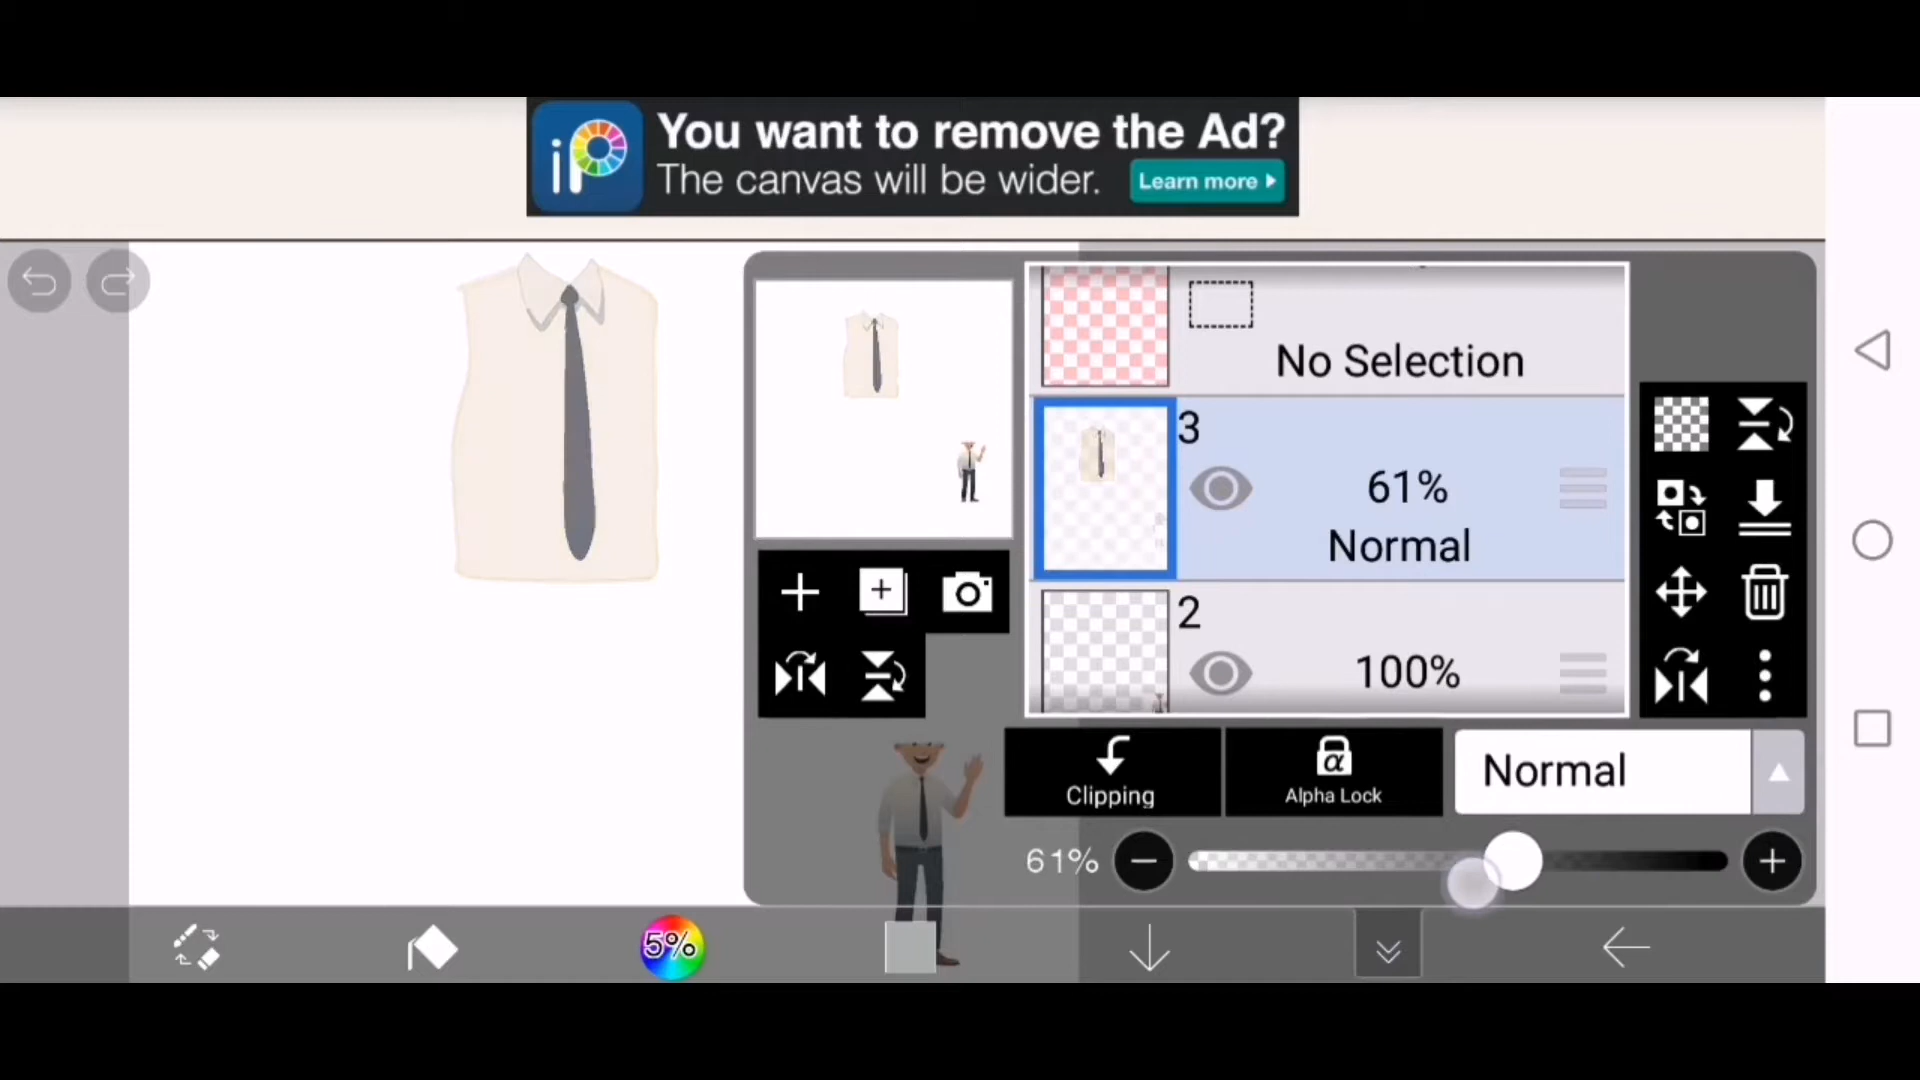 iP
You want to remove the Ad?
The canvas will be wider.
Learn more
No Selection
3
61%
Normal
2
100%
Clipping
α
Alpha Lock
Normal
61%
5%